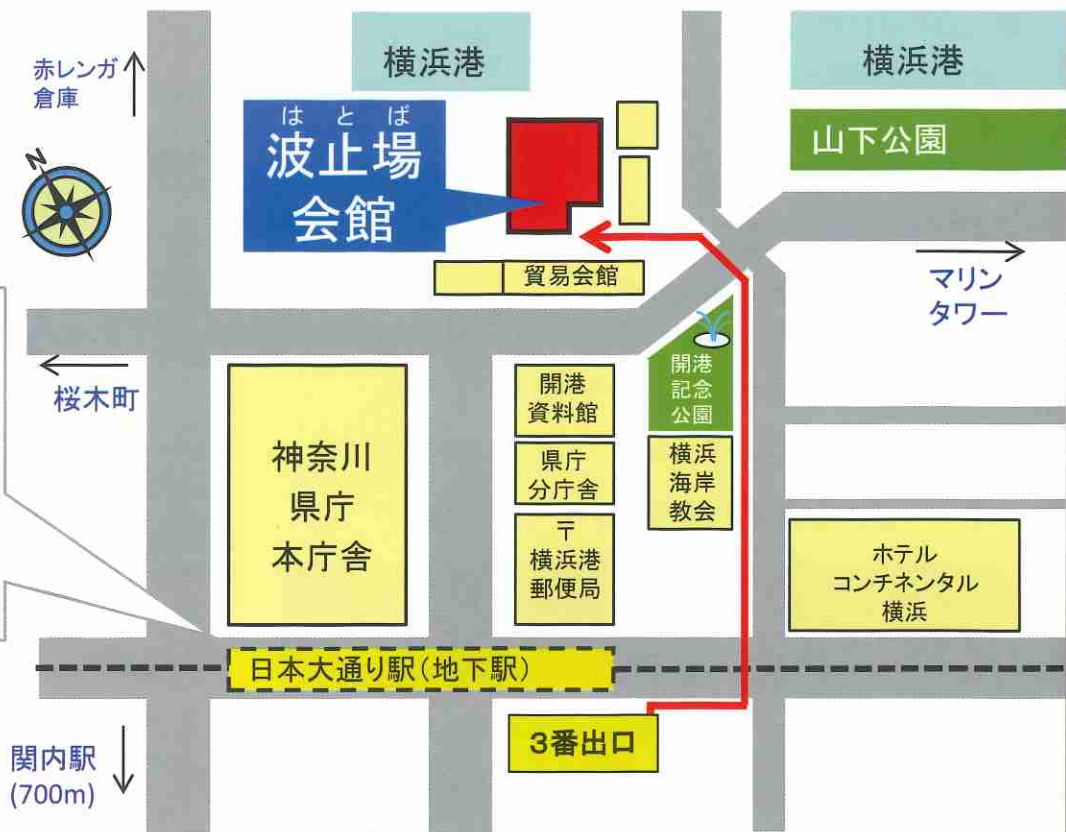 赤レンガ
倉庫
N
横浜港
横浜港
はとば
波止場
会館
山下公園
貿易会館
マリン
タワー
桜木町
開港
記念
公園
開港
資料館
神奈川
県庁
本庁舎
県庁
分庁舎
横浜
海岸
教会
〒
横浜港
郵便局
ホテル
コンチネンタル
横浜
日本大通り駅(地下駅)
3番出口
関内駅
(700m)